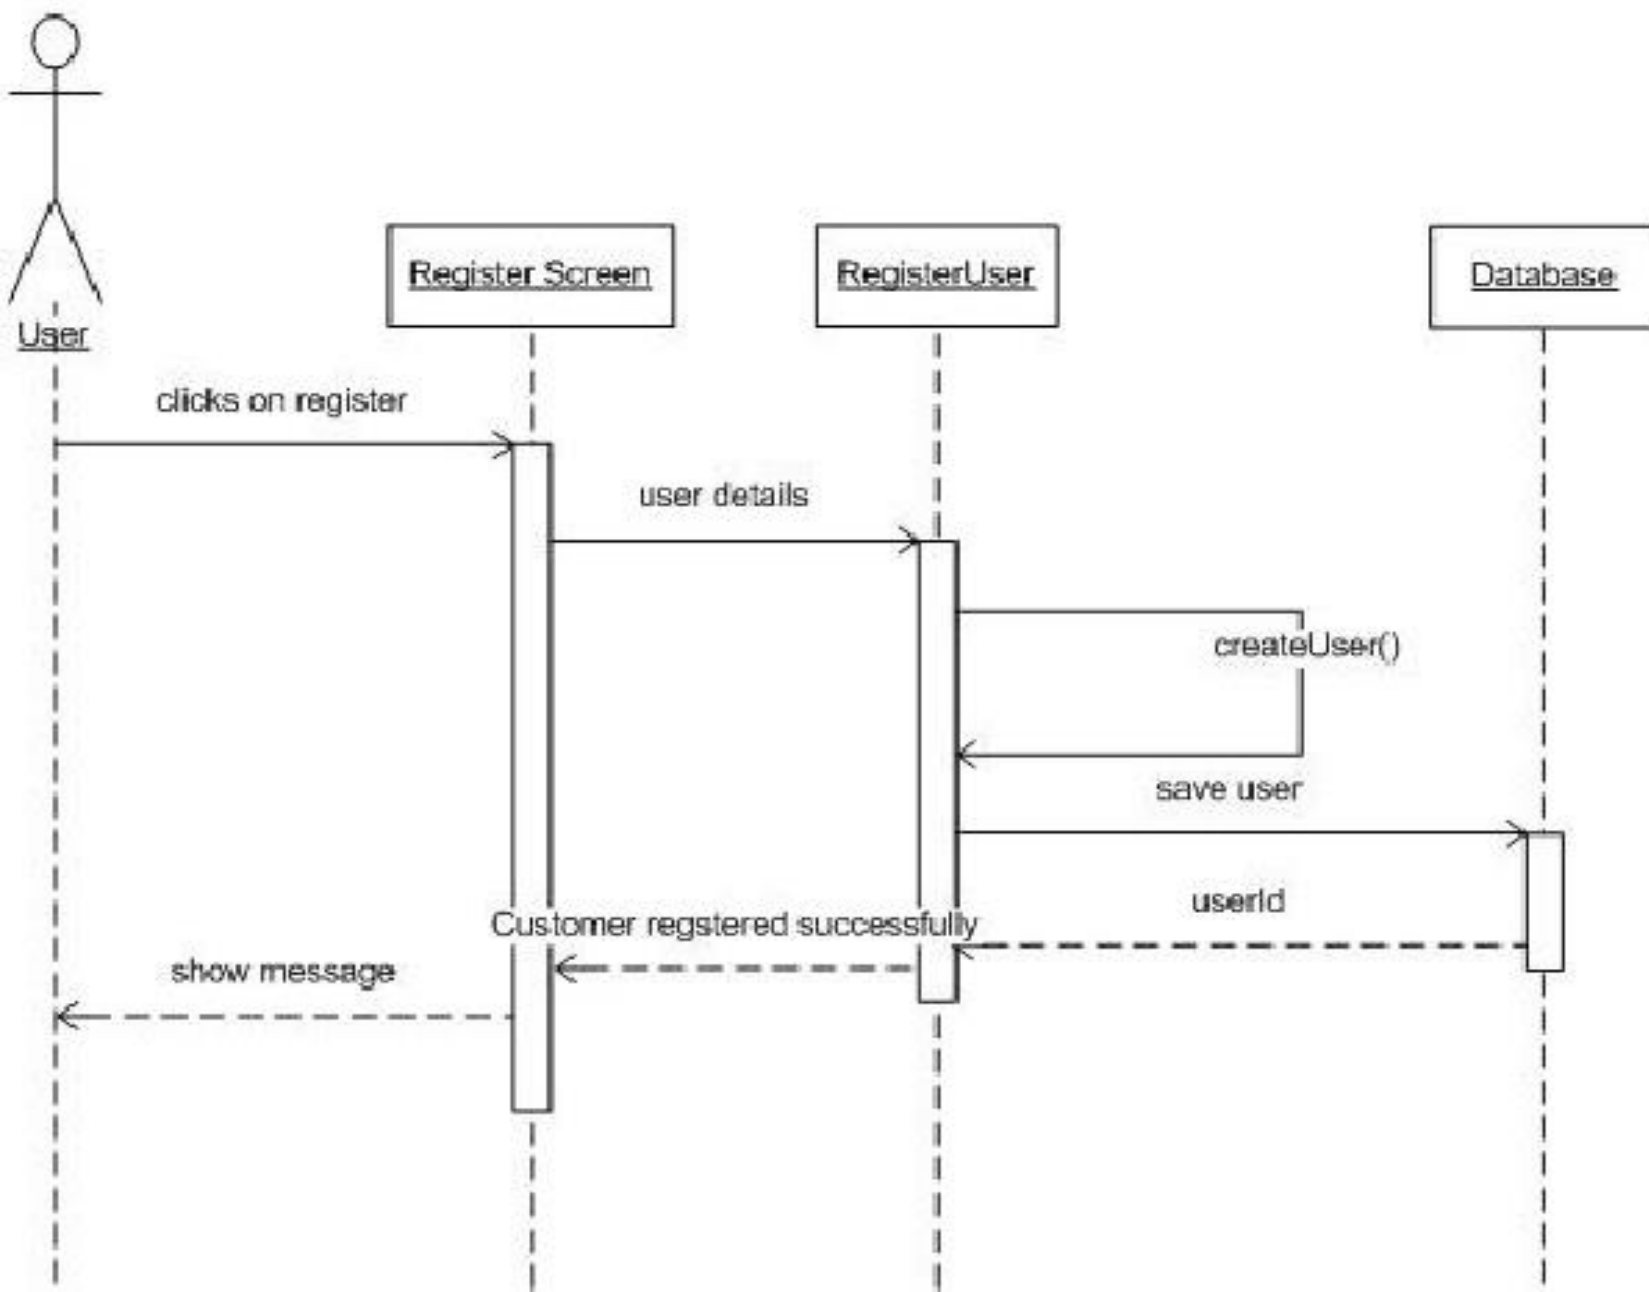 Register Screen
RegisterUser
Database
User
clicks on register
user details
createUser()
save user
userId
Customer regstered successfully
show message